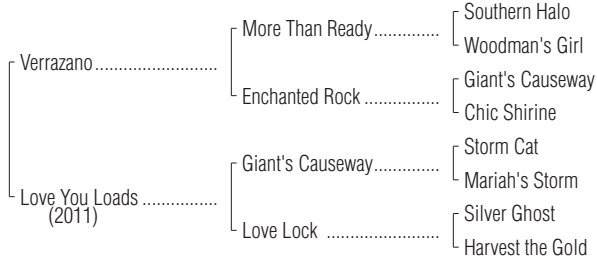 Southern Halo
More Than Ready..............
Woodman's Girl
Verrazano..........................
Giant's Causeway
Enchanted Rock ................
Chic Shirine
Storm Cat
Giant's Causeway..............
Mariah's Storm
Love You Loads ................
(2011)
Silver Ghost
Love Lock ........................
Harvest the Gold